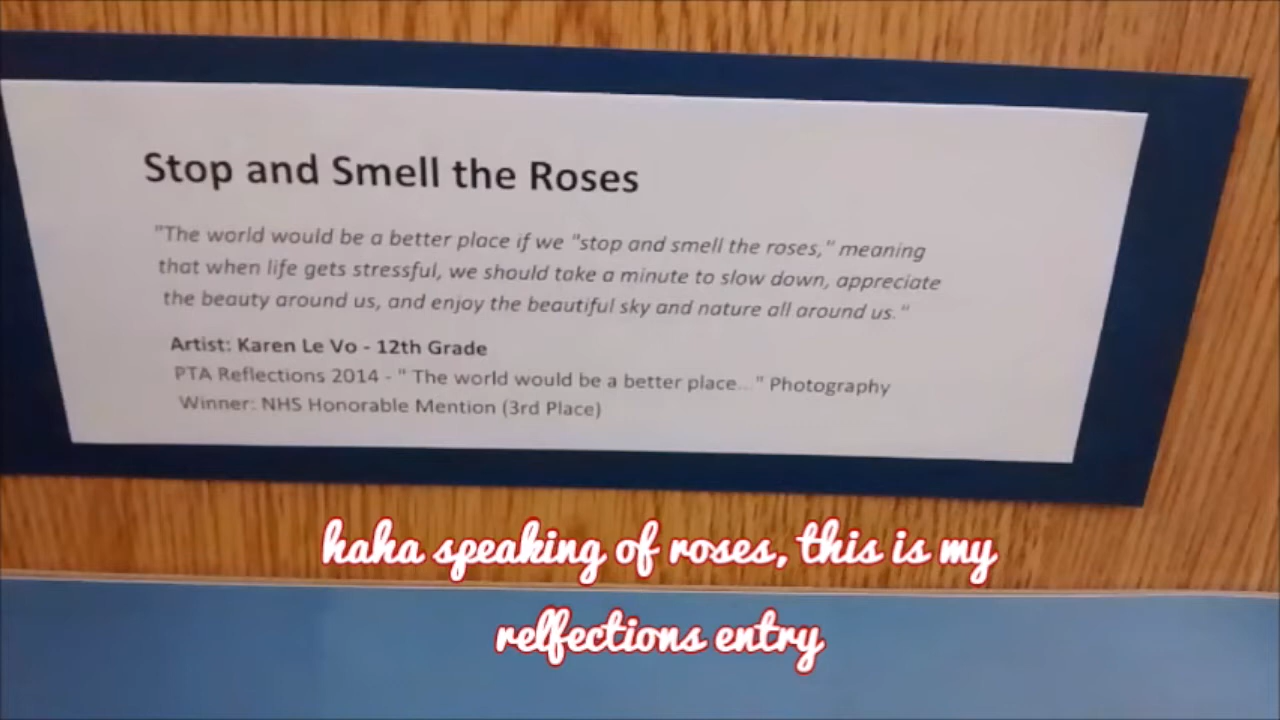 Stop and Smell the Roses
"The world would be a better place if we "stop and smell the roses," meaning
that when life gets stressful, we should take a minute to slow down, appreciate
the beauty around us, and enjoy the beautiful sky and nature all around us."
Artist: Karen Le Vo - 12th Grade
PTA Reflections 2014 - " The world would be a better place..." Photography
Winner: NHS Honorable Mention (3rd Place)
haha speaking of roses, this is my
relfections entry